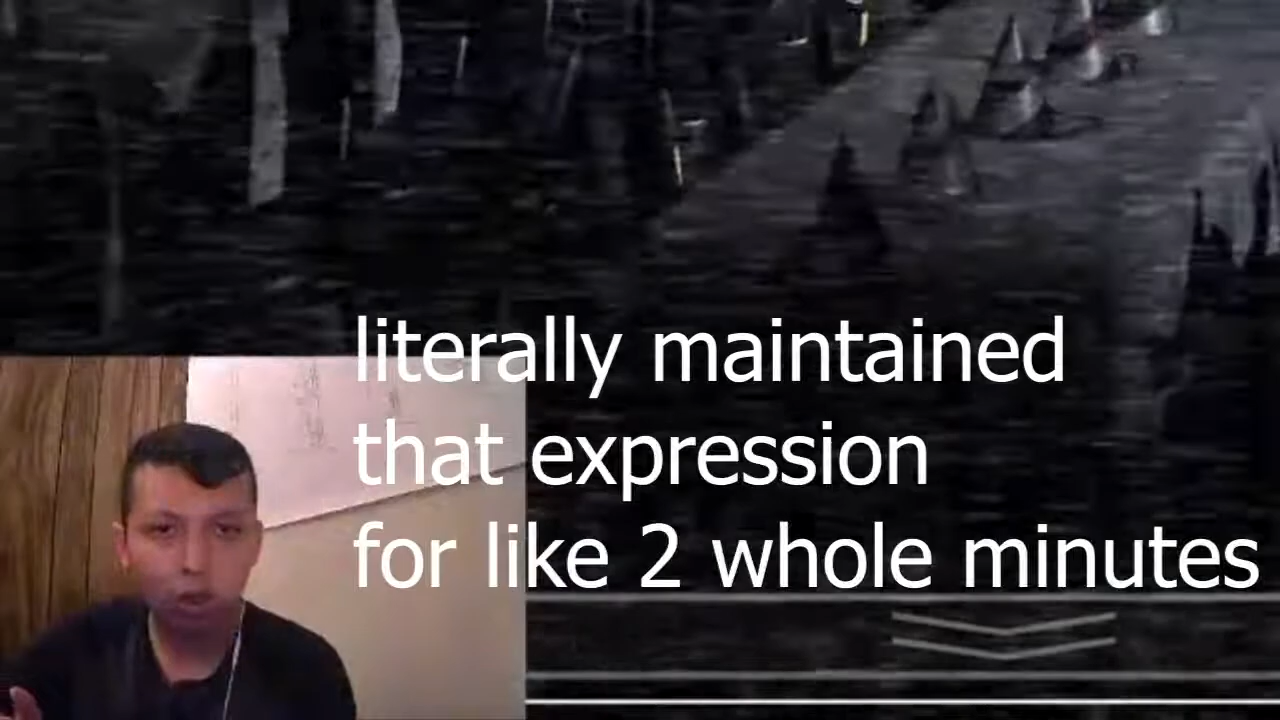 literally maintained
that expression
for like 2 whole minutes